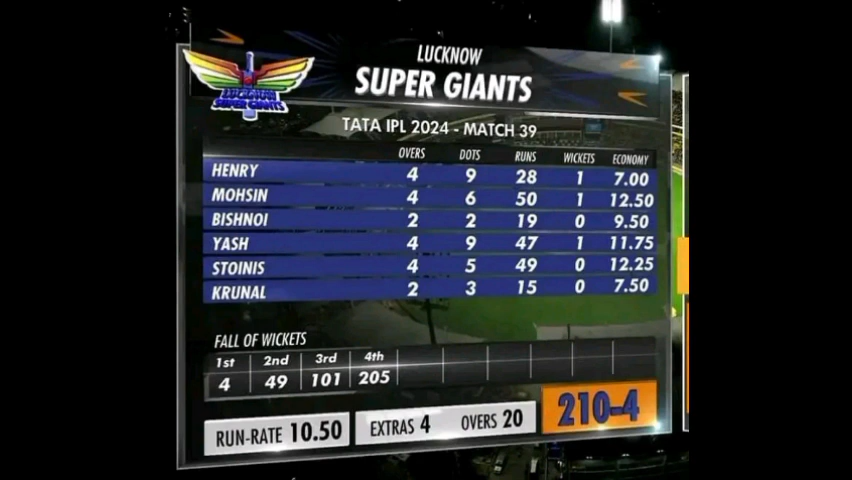 LUCKNOW
SUPER GIANTS
LUCKNOW
SUPER GIANTS
TATA IPL 2024 - MATCH 39
OVERS DOTS RUNS WICKETS ECONOMY
HENRY 4 9 28 1 7.00
MOHSIN 4 6 50 1 12.50
BISHNOI 2 2 19 0 9.50
YASH 4 9 47 1 11.75
STOINIS 4 5 49 0 12.25
KRUNAL 2 3 15 0 7.50
FALL OF WICKETS
1st 2nd 3rd 4th
4 49 101 205
RUN-RATE 10.50 EXTRAS 4 OVERS 20 210-4